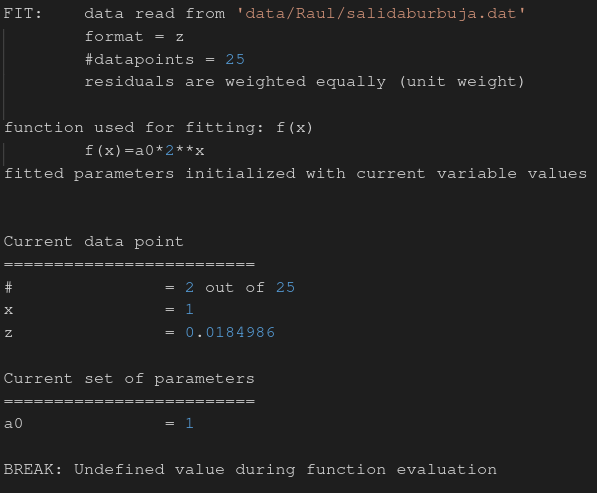 FIT:    data read from 'data/Raul/salidaburbuja.dat'
        format = z
        #datapoints = 25
        residuals are weighted equally (unit weight)

function used for fitting: f(x)
        f(x)=a0*2**x
fitted parameters initialized with current variable values

Current data point
=========================
#               = 2 out of 25
x               = 1
z               = 0.0184986

Current set of parameters
=========================
a0              = 1

BREAK: Undefined value during function evaluation